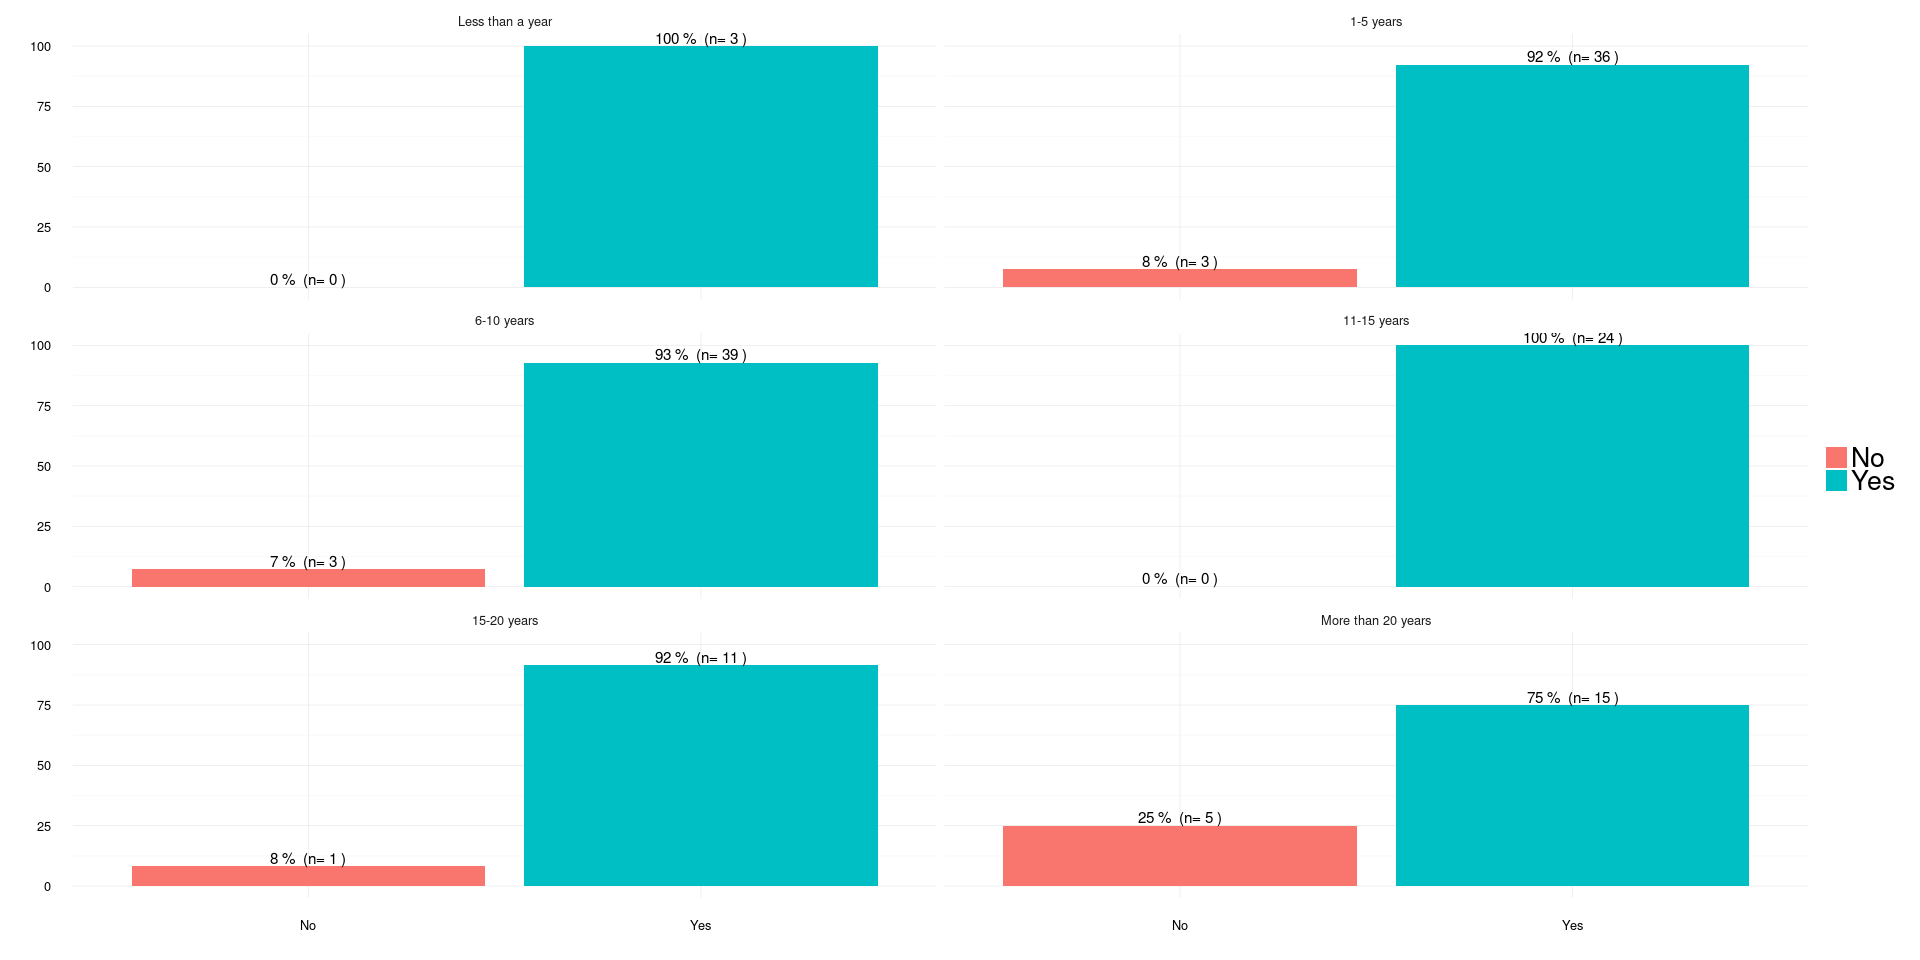 Less than a year
1-5 years
100
75
50
25
0
0 % (n= 0 )
100 % (n= 3 )
8 % (n= 3 )
92 % (n= 36 )
6-10 years
11-15 years
100
75
50
25
0
7 % (n= 3 )
93 % (n= 39 )
0 % (n= 0 )
100 % (n= 24 )
15-20 years
More than 20 years
100
75
50
25
0
8 % (n= 1 )
92 % (n= 11 )
25 % (n= 5 )
75 % (n= 15 )
No
Yes
No
Yes
No
Yes